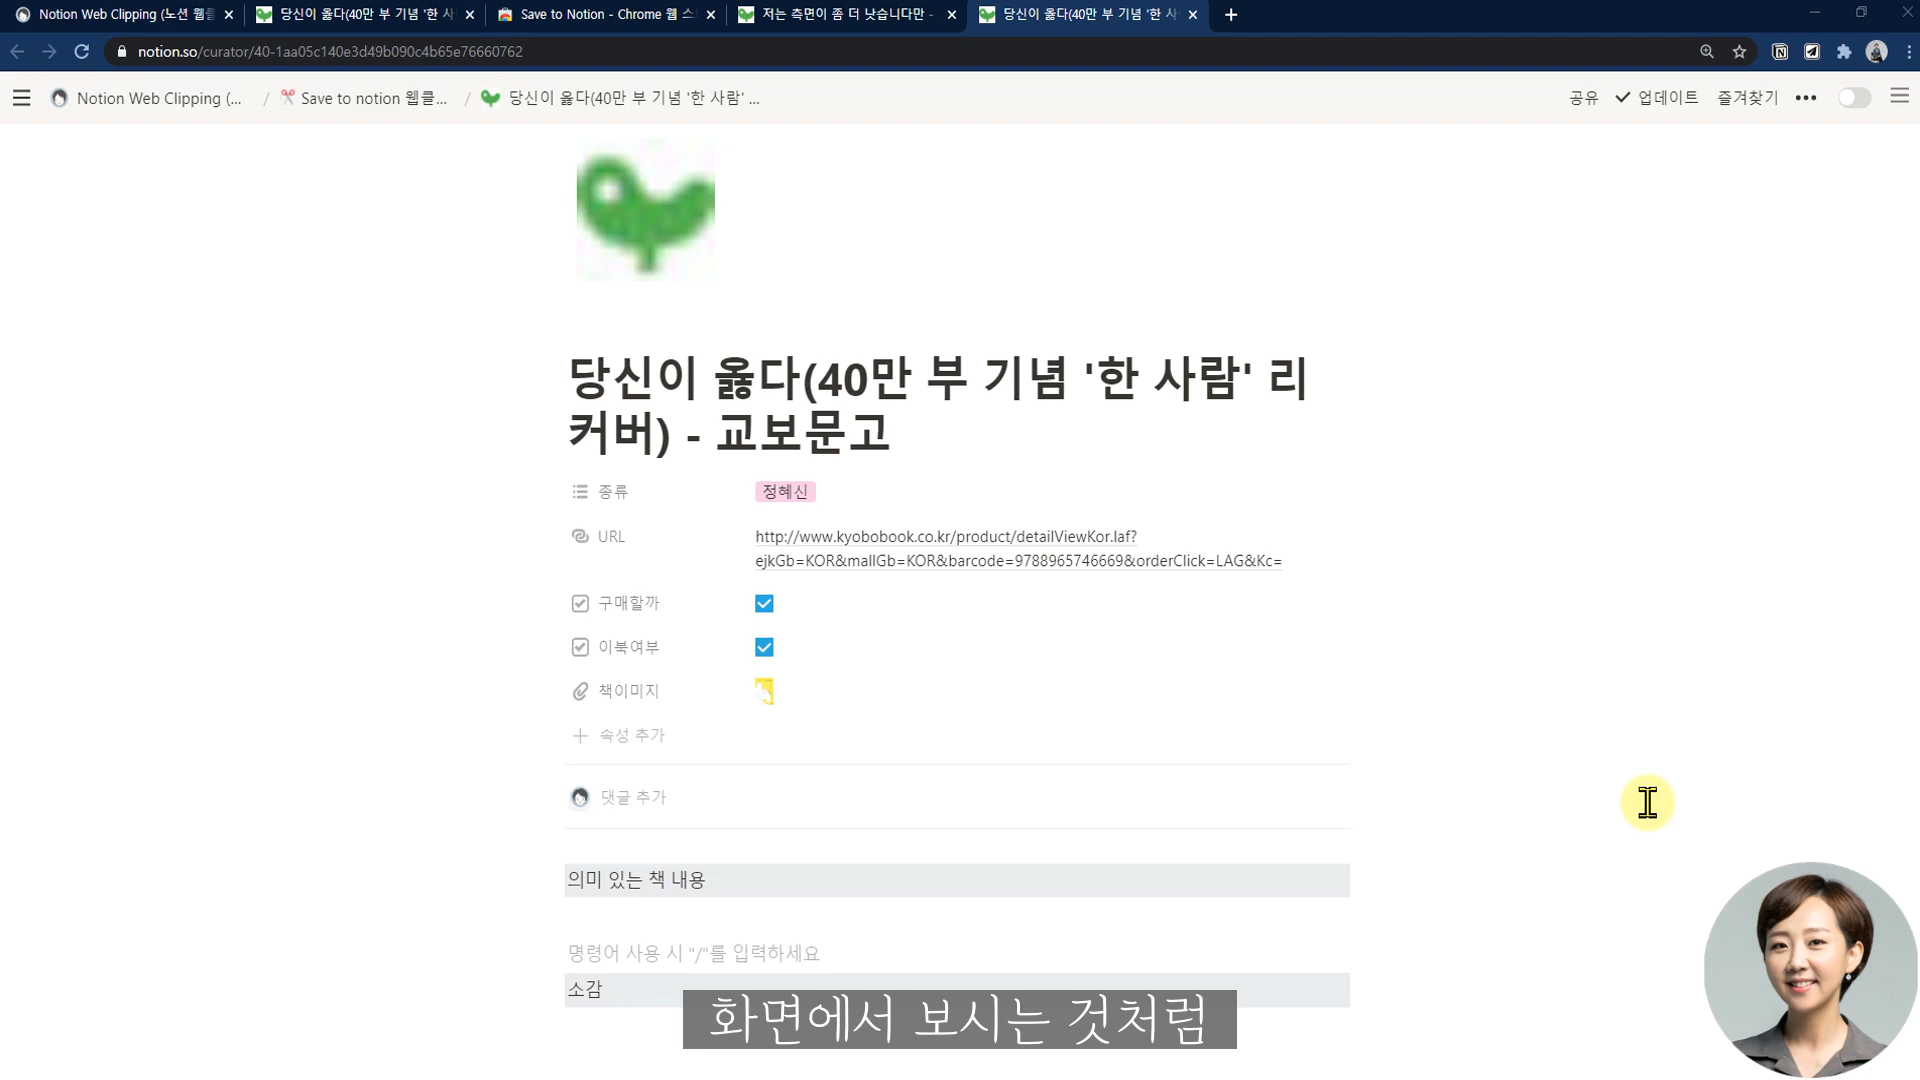 Notion Web Clipping (노션 웹클
당신이 옳다(40만 부 기념 '한 사
Save to Notion - Chrome 웹 스
저는 측면이 좀 더 낫습니다만 -
당신이 옳다(40만 부 기념 '한 사
notion.so/curator/40-1aa05c140e3d49b090c4b65e76660762
Notion Web Clipping (... / Save to notion 웹클... / 당신이 옳다(40만 부 기념 '한 사람' ...
공유 업데이트 즐겨찾기
당신이 옳다(40만 부 기념 '한 사람' 리
커버) - 교보문고
종류 정혜신
URL http://www.kyobobook.co.kr/product/detailViewKor.laf?
ejkGb=KOR&mallGb=KOR&barcode=9788965746669&orderClick=LAG&Kc=
구매할까
이북여부
책이미지
속성 추가
댓글 추가
의미 있는 책 내용
명령어 사용 시 "/"를 입력하세요
소감
화면에서 보시는 것처럼